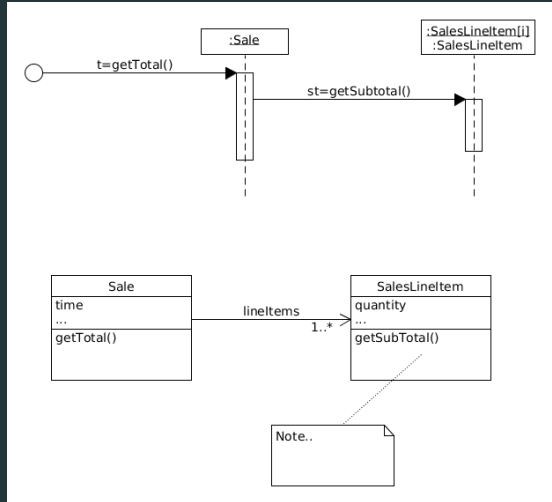 :Sale
:SalesLineItem[i]
:SalesLineItem
t=getTotal()
st=getSubtotal()
Sale
time
...
getTotal()
lineItems
1..*
SalesLineItem
quantity
...
getSubTotal()
Note..